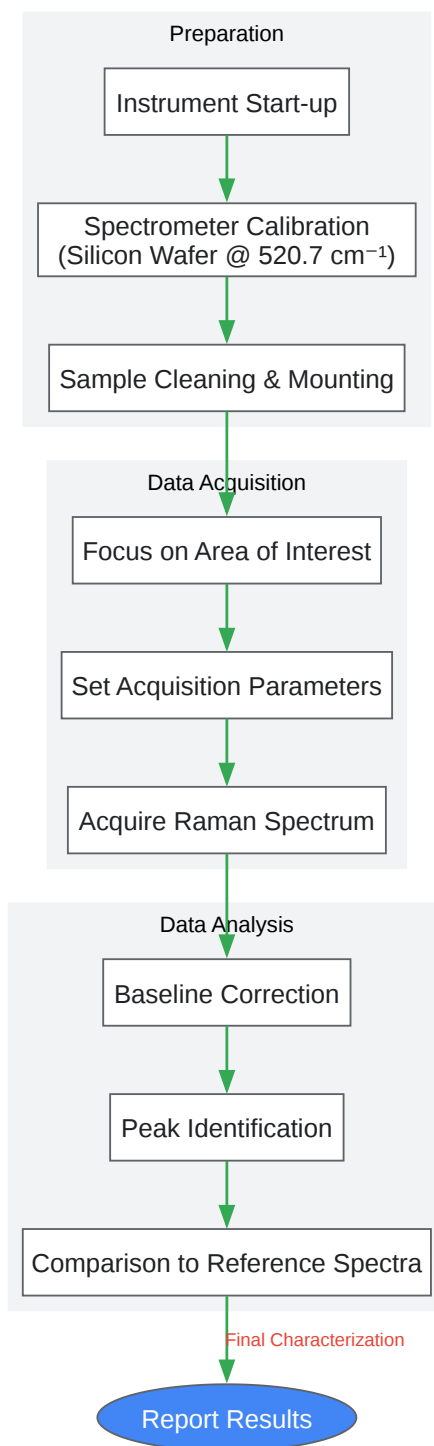 Preparation
Instrument Start-up
Spectrometer Calibration
(Silicon Wafer @ 520.7 cm⁻¹)
Sample Cleaning & Mounting
Data Acquisition
Focus on Area of Interest
Set Acquisition Parameters
Acquire Raman Spectrum
Data Analysis
Baseline Correction
Peak Identification
Comparison to Reference Spectra
Final Characterization
Report Results